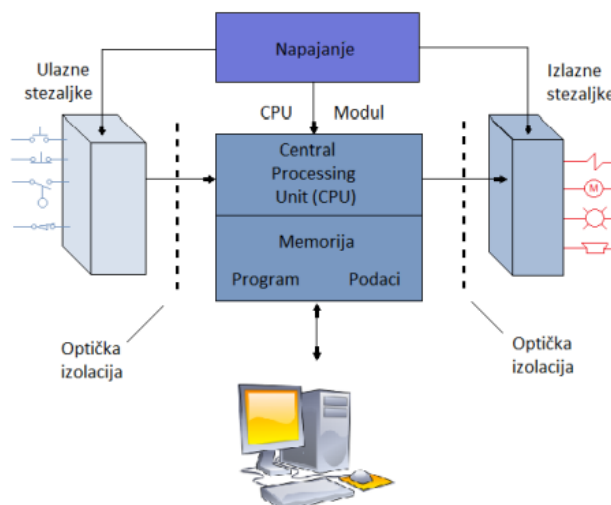 Napajanje
Ulazne
stezaljke
Izlazne
stezaljke
CPU Modul
Central
Processing
Unit (CPU)
M
Memorija
Program Podaci
Optička
izolacija
Optička
izolacija